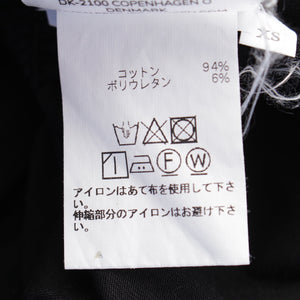 DK-2100 COPENHAGEN O
DENMARK
XS
コットン 94%
ポリウレタン 6%
F W
アイロンはあて布を使用して下さ
い。
伸縮部分のアイロンはお避け下さ
い。